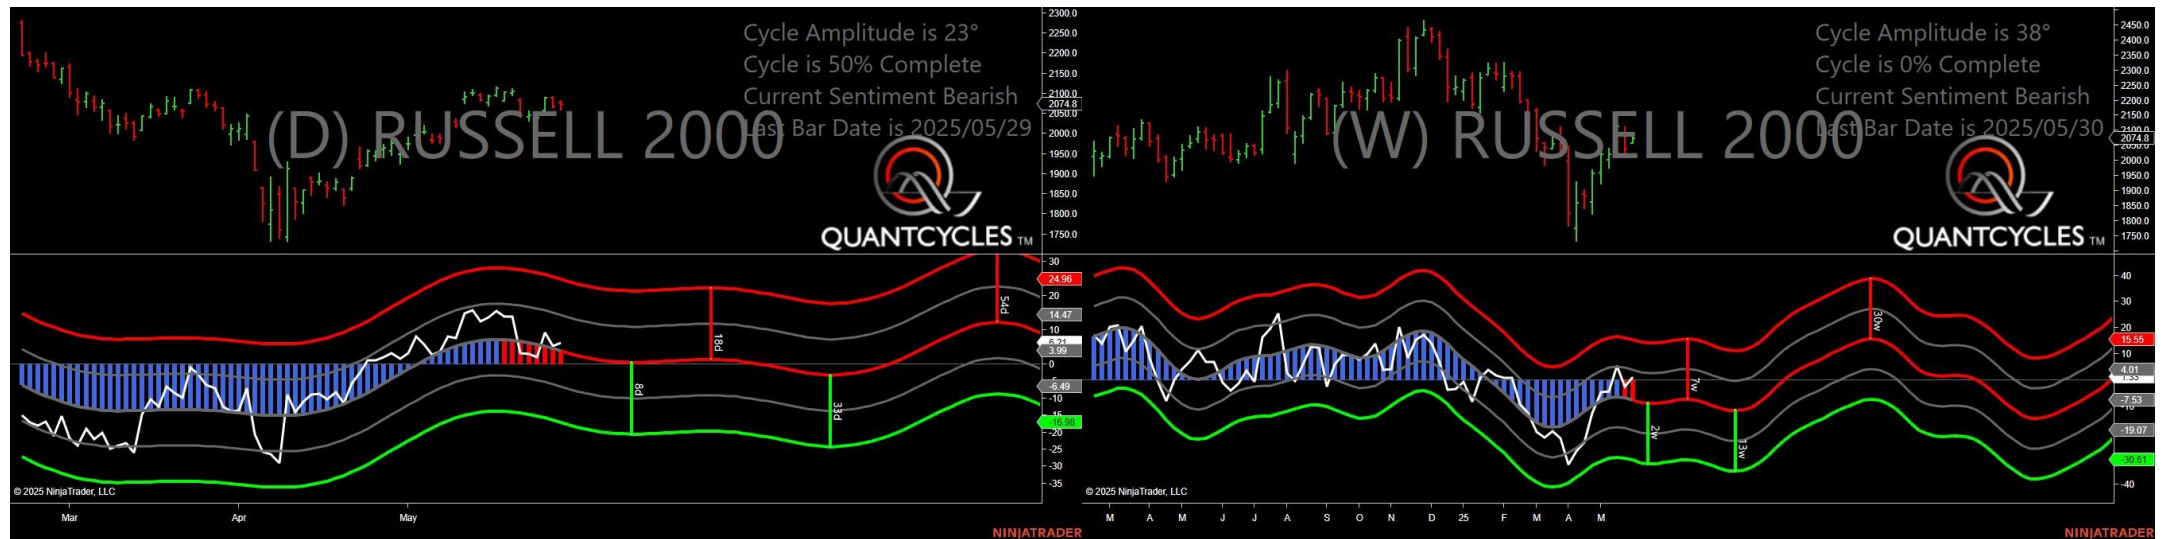 Cycle Amplitude is 23°
Cycle is 50% Complete
Current Sentiment Bearish
Last Bar Date is 2025/05/29
(D) RUSSELL 2000
QUANTCYCLES TM
2300.0
2250.0
2200.0
2150.0
2100.0
2074.8
2050.0
2000.0
1950.0
1900.0
1850.0
1800.0
1750.0
30
24.96
20
14.47
10
6.21
3.99
0
-6.49
-10
-15
-16.98
-20
-25
-30
-35
8d
18d
33d
54d
© 2025 NinjaTrader, LLC
Mar
Apr
May
NINJATRADER
Cycle Amplitude is 38°
Cycle is 0% Complete
Current Sentiment Bearish
Last Bar Date is 2025/05/30
(W) RUSSELL 2000
QUANTCYCLES TM
2450.0
2400.0
2350.0
2300.0
2250.0
2200.0
2150.0
2100.0
2074.8
2050.0
2000.0
1950.0
1900.0
1850.0
1800.0
1750.0
40
30
20
15.55
10
4.01
-7.53
-10
-19.07
-30.61
-40
2w
7w
13w
30w
© 2025 NinjaTrader, LLC
M A M J J A S O N D 25 F M A M
NINJATRADER